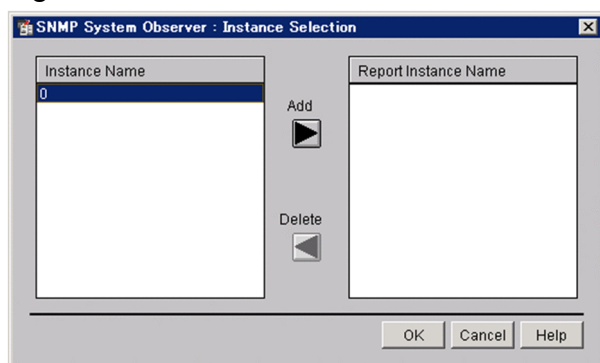 SNMP System Observer : Instance Selection
Instance Name
Report Instance Name
0
Add
Delete
OK
Cancel
Help